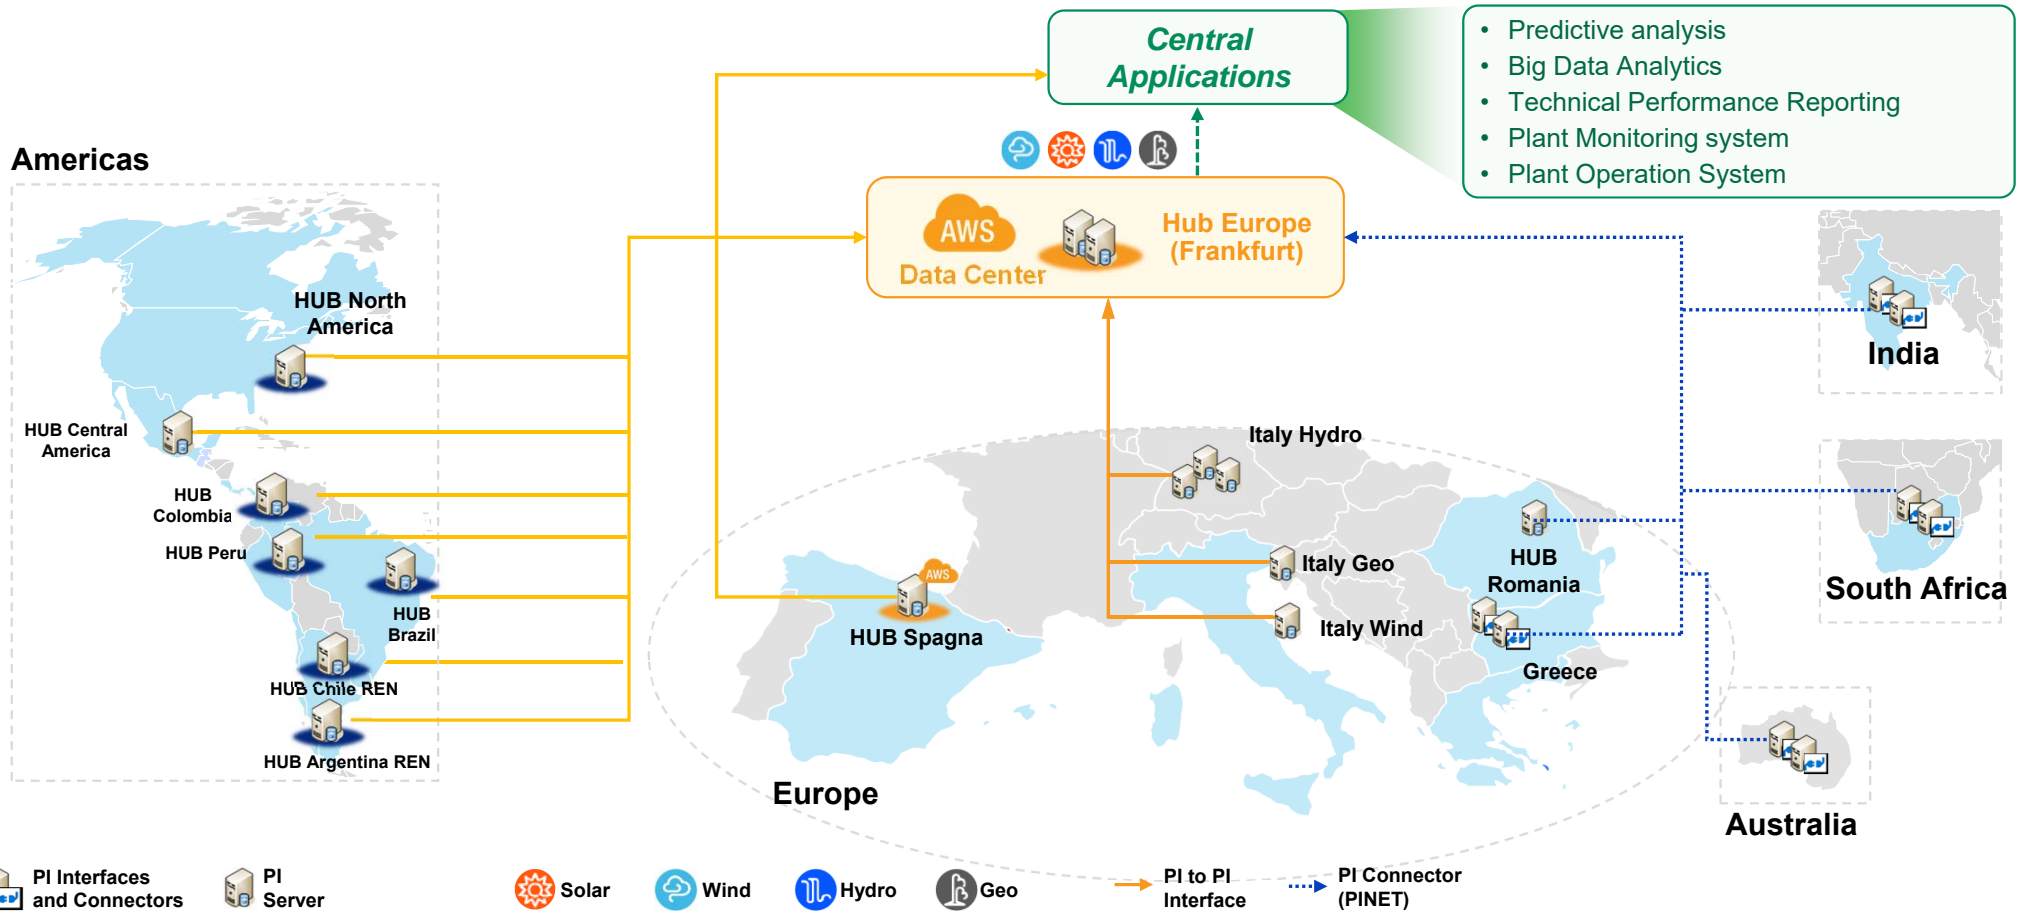 Central
Applications
• Predictive analysis
• Big Data Analytics
• Technical Performance Reporting
• Plant Monitoring system
• Plant Operation System
Americas
AWS
Data Center
Hub Europe
(Frankfurt)
HUB North
America
HUB Central
America
HUB
Colombia
HUB Peru
HUB
Brazil
HUB Chile REN
HUB Argentina REN
Italy Hydro
Italy Geo
Italy Wind
AWS
HUB Spagna
HUB
Romania
Greece
Europe
India
South Africa
Australia
PI Interfaces
and Connectors
PI
Server
Solar
Wind
Hydro
Geo
PI to PI
Interface
PI Connector
(PINET)